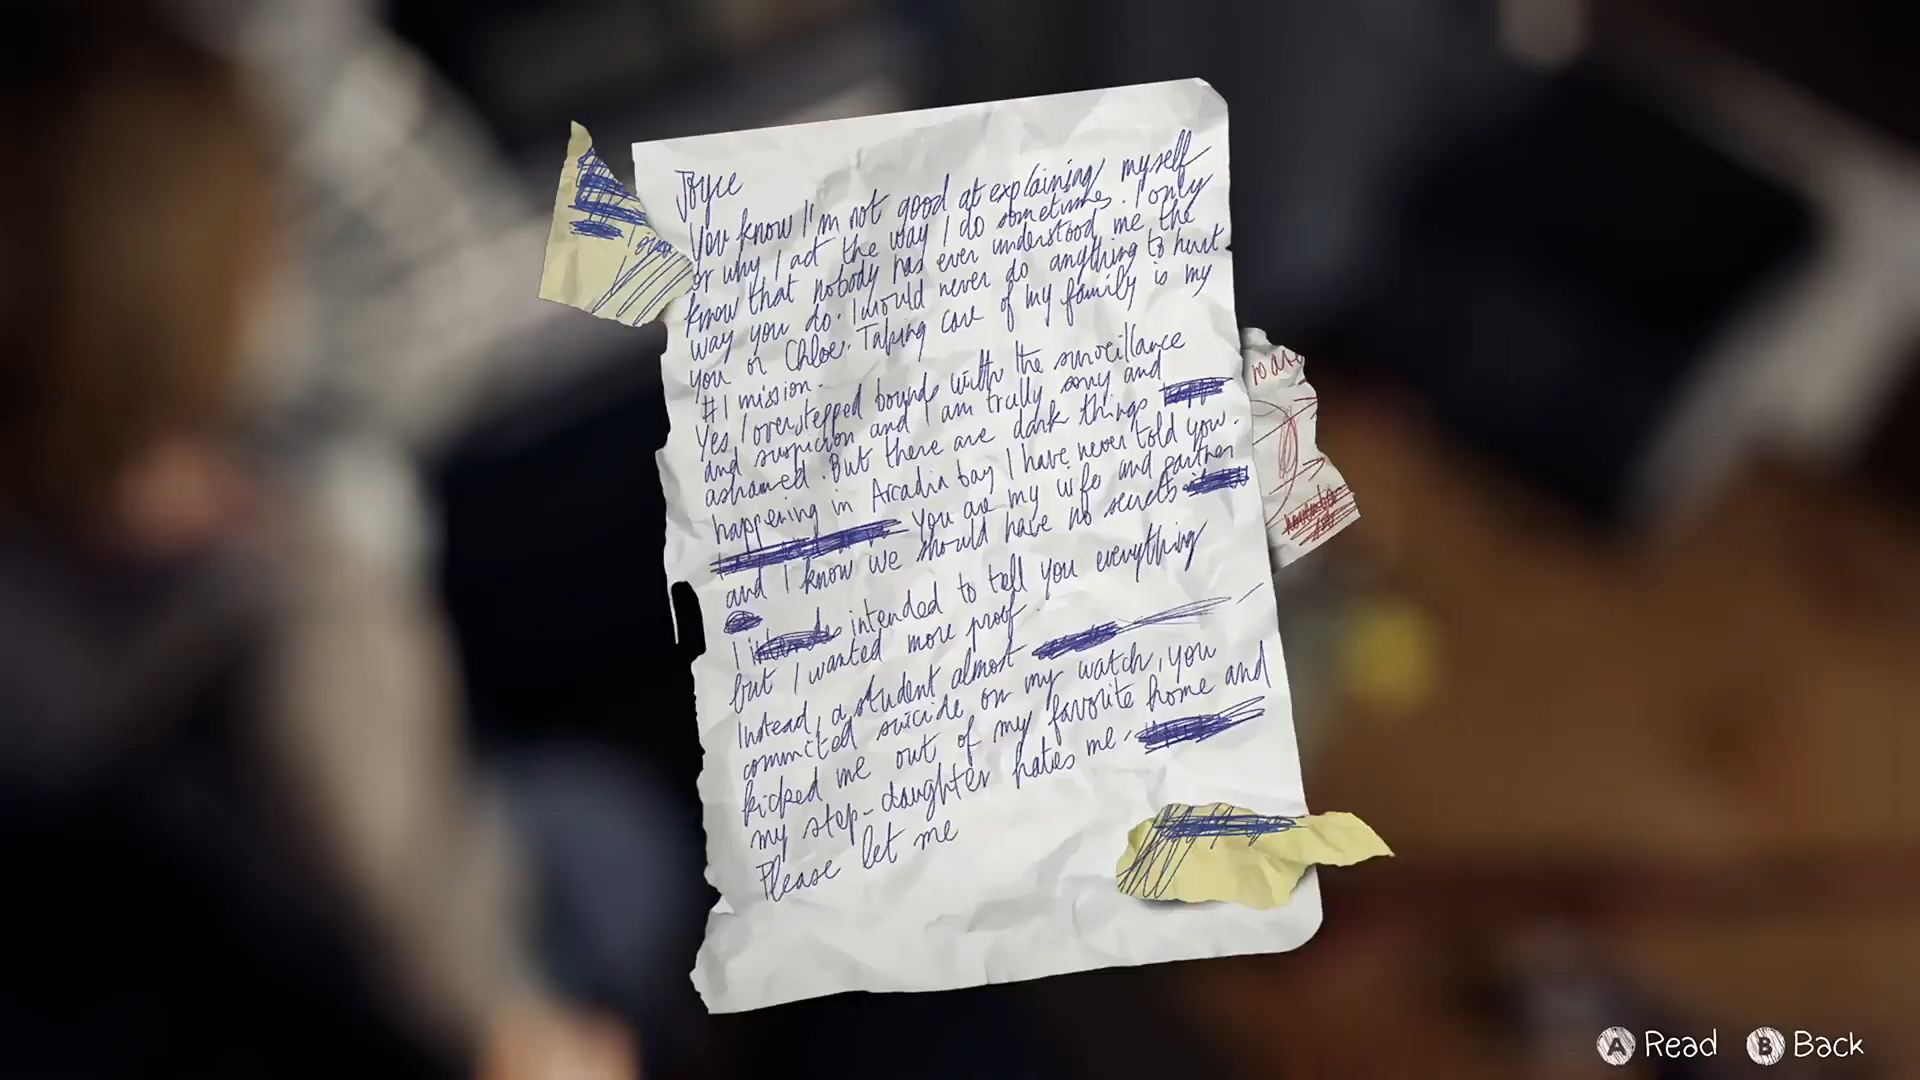 Joyce
You know I'm not good at explaining myself
or why I act the way I do sometimes. I only
know that nobody has ever understood me the
way you do. I would never do anything to hurt
you or Chloe. Taking care of my family is my
#1 mission.
Yes I overstepped bounds with the surveillance
and suspicion and I am trully sorry and
ashamed. But there are dark things
happening in Arcadia bay I have never told you.
You are my wife and partner
and I know we should have no secrets
I intended to tell you everything
but I wanted more proof.
Instead, a student almost
commited suicide on my watch, you
kicked me out of my favorite home and
my step-daughter hates me.
Please let me
A Read
B Back